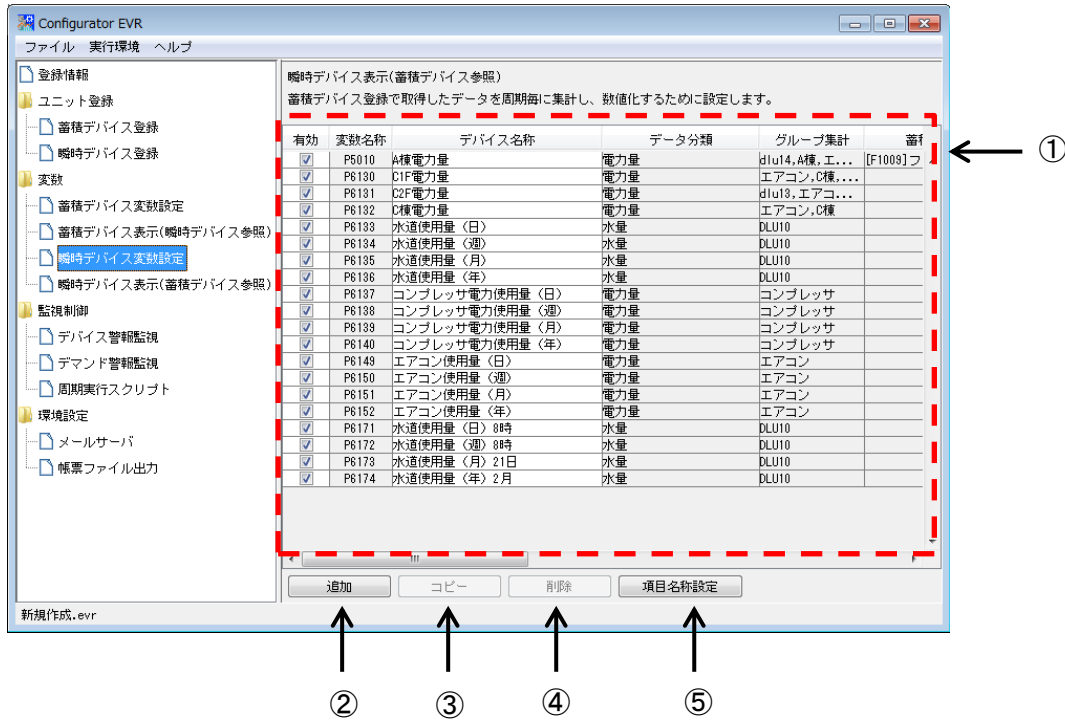 Configurator EVR
ファイル 実行環境 ヘルプ
登録情報
ユニット登録
蓄積デバイス登録
瞬時デバイス登録
変数
蓄積デバイス変数設定
蓄積デバイス表示(瞬時デバイス参照)
瞬時デバイス変数設定
瞬時デバイス表示(蓄積デバイス参照)
監視制御
デバイス警報監視
デマンド警報監視
周期実行スクリプト
環境設定
メールサーバ
帳票ファイル出力
瞬時デバイス表示(蓄積デバイス参照)
蓄積デバイス登録で取得したデータを周期毎に集計し、数値化するために設定します。
有効 変数名称 デバイス名称 データ分類 グループ集計 蓄
P5010 A棟電力量 電力量 dlu14,A棟,エ... [F1009]フ
P6130 C1F電力量 電力量 エアコン,C棟,...
P6131 C2F電力量 電力量 dlu13,エアコ...
P6132 C棟電力量 電力量 エアコン,C棟
P6133 水道使用量（日） 水量 DLU10
P6134 水道使用量（週） 水量 DLU10
P6135 水道使用量（月） 水量 DLU10
P6136 水道使用量（年） 水量 DLU10
P6137 コンプレッサ電力使用量（日） 電力量 コンプレッサ
P6138 コンプレッサ電力使用量（週） 電力量 コンプレッサ
P6139 コンプレッサ電力使用量（月） 電力量 コンプレッサ
P6140 コンプレッサ電力使用量（年） 電力量 コンプレッサ
P6149 エアコン使用量（日） 電力量 エアコン
P6150 エアコン使用量（週） 電力量 エアコン
P6151 エアコン使用量（月） 電力量 エアコン
P6152 エアコン使用量（年） 電力量 エアコン
P6171 水道使用量（日）8時 水量 DLU10
P6172 水道使用量（週）8時 水量 DLU10
P6173 水道使用量（月）21日 水量 DLU10
P6174 水道使用量（年）2月 水量 DLU10
①
追加 コピー 削除 項目名称設定
新規作成.evr
② ③ ④ ⑤